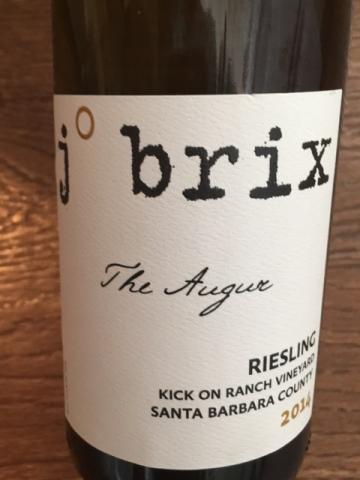 j° brix
The Augur
RIESLING
KICK ON RANCH VINEYARD
SANTA BARBARA COUNTY
2014